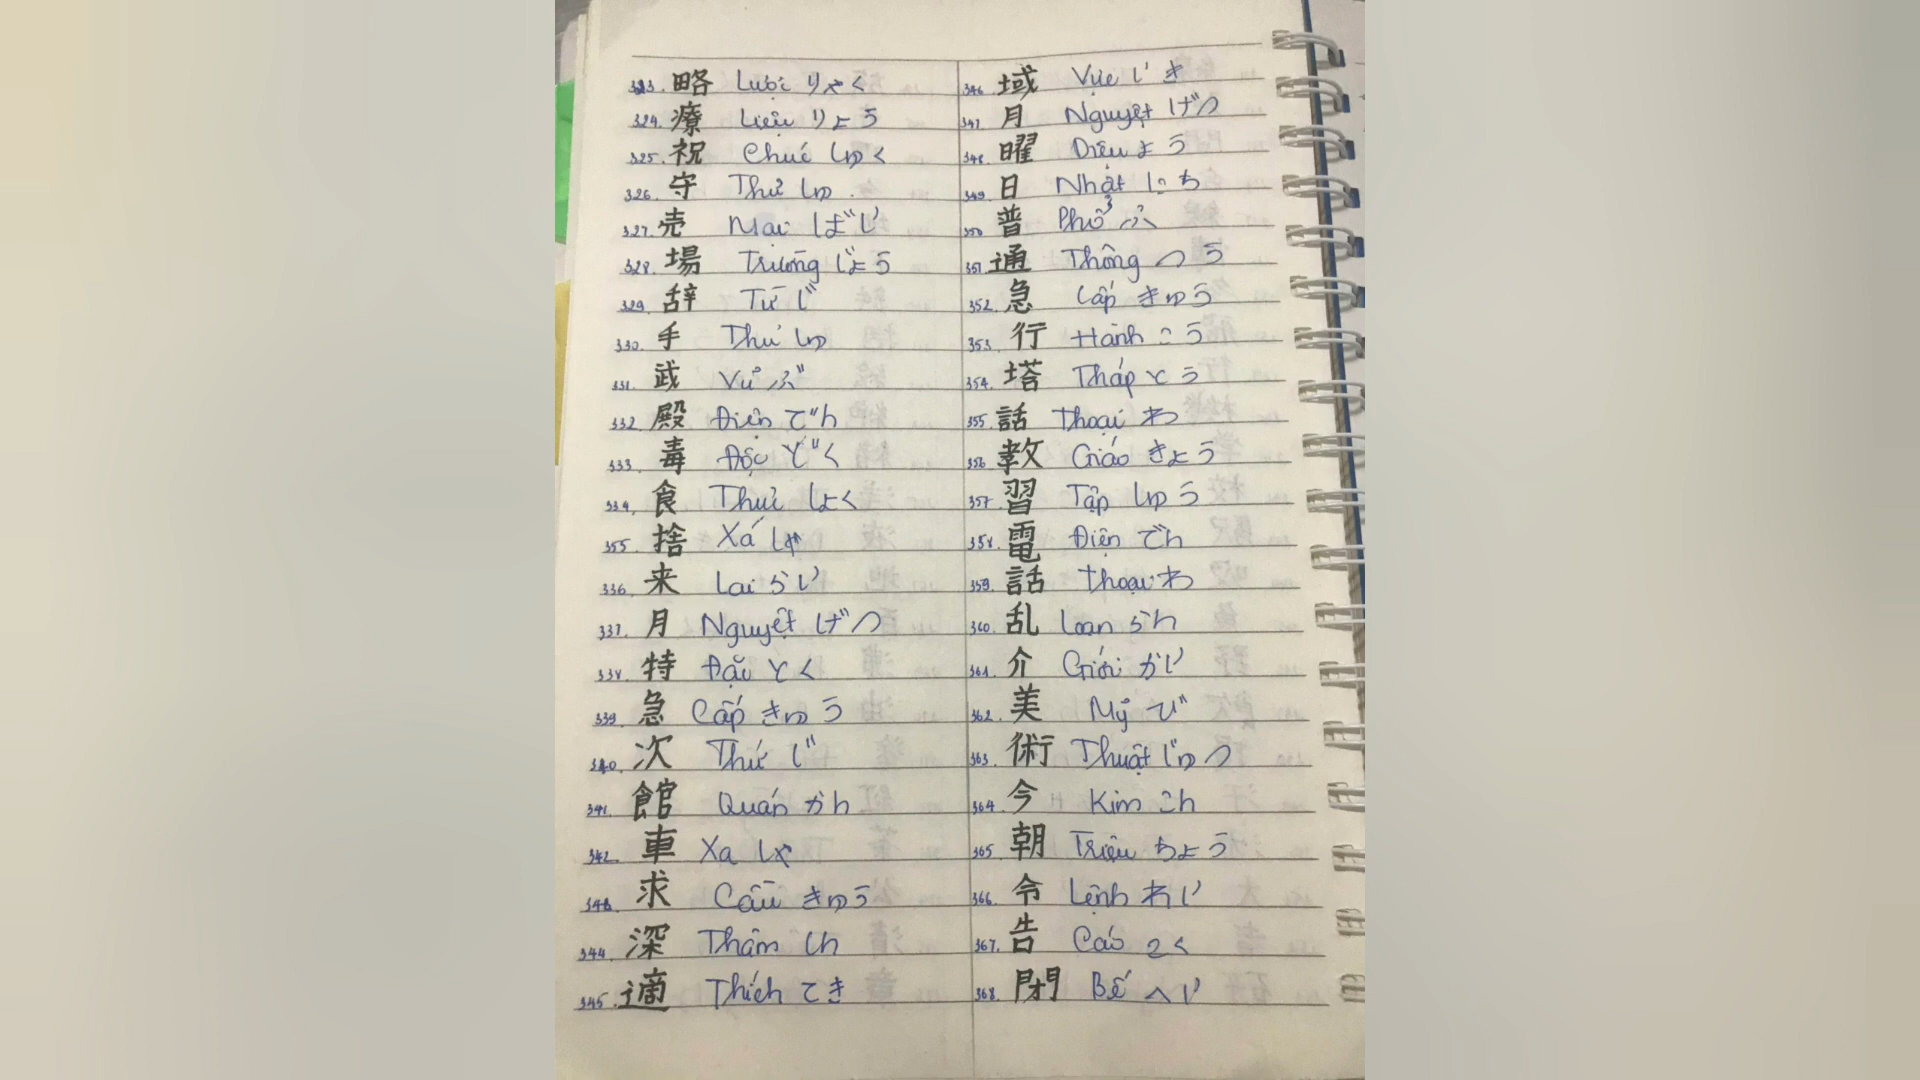 323. 略 Lược りゃく
324. 療 Liệu りょう
325. 祝 Chúc しゅく
326. 守 Thủ しゅ
327. 売 Mại ばい
328. 場 Trường じょう
329. 辞 Từ じ
330. 手 Thủ しゅ
331. 武 Vũ ぶ
332. 殿 Điện でん
333. 毒 Độc どく
334. 食 Thực しょく
355. 捨 Xá しゃ
336. 来 Lai らい
337. 月 Nguyệt げつ
338. 特 Đặc とく
339. 急 Cấp きゅう
340. 次 Thứ じ
341. 館 Quán かん
342. 車 Xa しゃ
343. 求 Cầu きゅう
344. 深 Thâm しん
345. 適 Thích てき
346. 域 Vực いき
347. 月 Nguyệt げつ
348. 曜 Diệu よう
349. 日 Nhật にち
350 普 Phổ ふ
351 通 Thông つう
352. 急 Cấp きゅう
353. 行 Hành こう
354. 塔 Tháp とう
355. 話 Thoại わ
356 教 Giáo きょう
357. 習 Tập しゅう
358. 電 Điện でん
359. 話 Thoại わ
360. 乱 Loạn らん
361. 介 Giới かい
362. 美 Mỹ び
363. 術 Thuật じゅつ
364. 今 Kim こん
365 朝 Triệu ちょう
366. 令 Lệnh れい
367. 告 Cáo こく
368. 閉 Bế へい